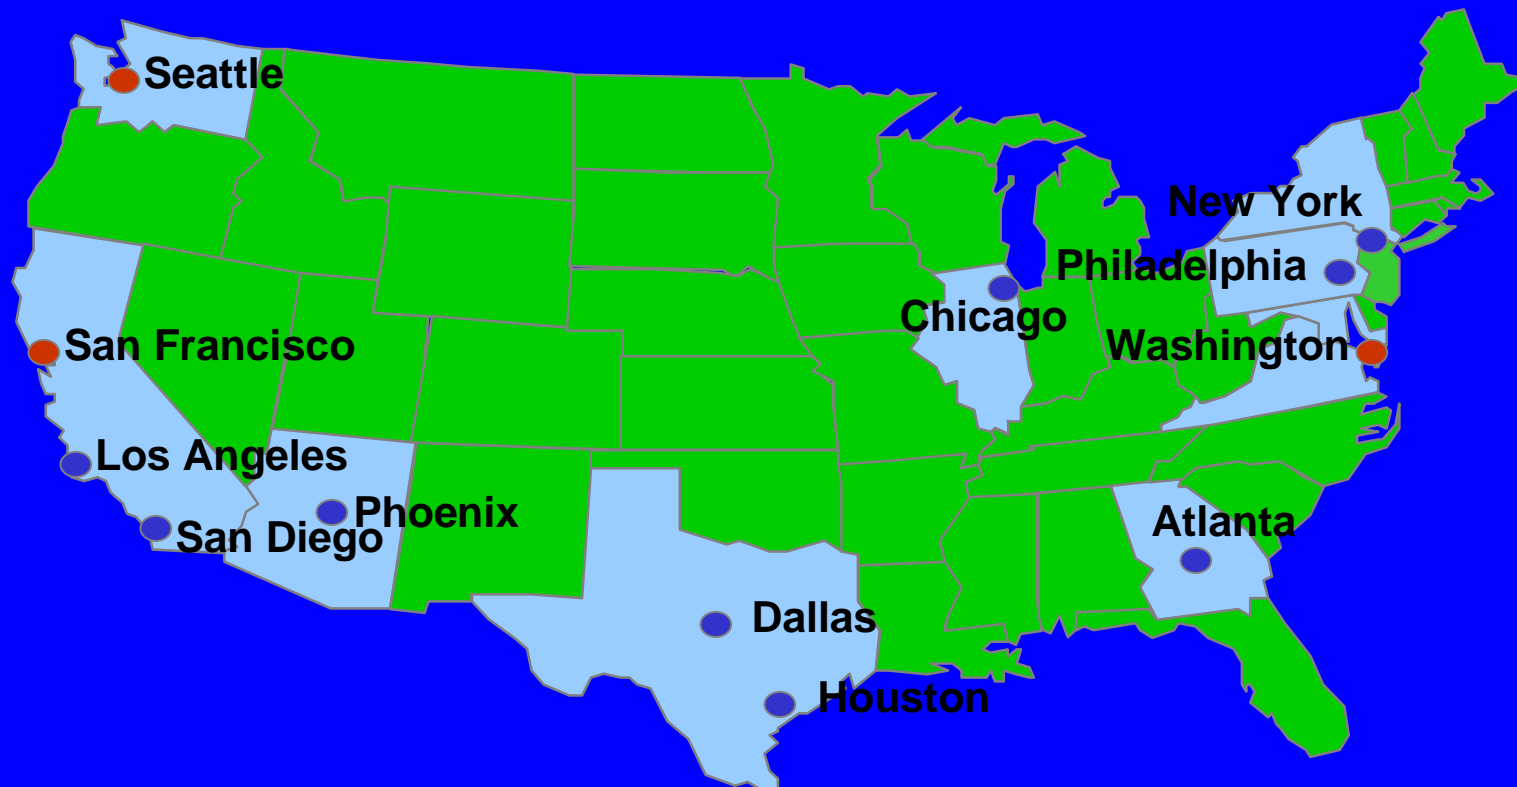 Seattle
New York
Philadelphia
Chicago
San Francisco
Washington
Los Angeles
Phoenix
San Diego
Atlanta
Dallas
Houston